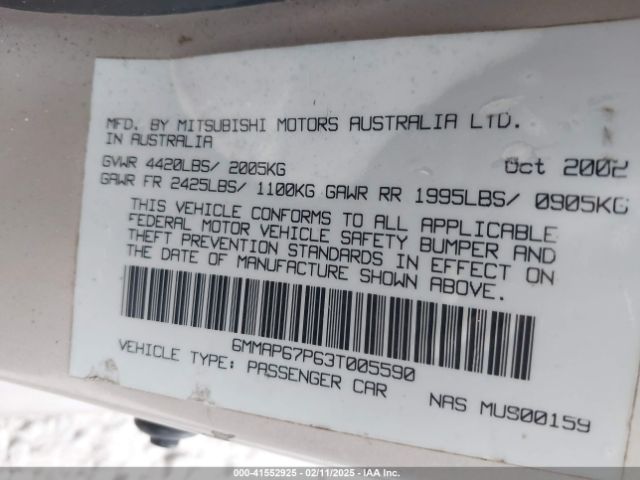 MFD. BY MITSUBISHI MOTORS AUSTRALIA LTD.
IN AUSTRALIA
GVWR 4420LBS/ 2005KG Oct 2002
GAWR FR 2425LBS/ 1100KG GAWR RR 1995LBS/ 0905KG
THIS VEHICLE CONFORMS TO ALL APPLICABLE
FEDERAL MOTOR VEHICLE SAFETY BUMPER AND
THEFT PREVENTION STANDARDS IN EFFECT ON
THE DATE OF MANUFACTURE SHOWN ABOVE.
6MMAP67P63T005590
VEHICLE TYPE: PASSENGER CAR NAS MUS00159
000-41552925 - 02/11/2025 - IAA Inc.